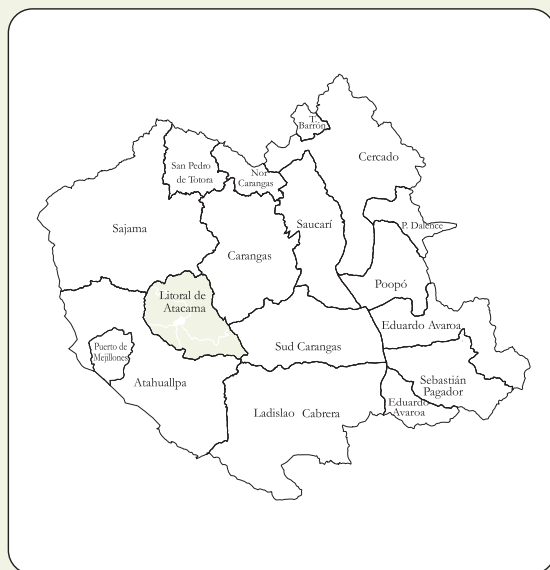 T.
Barrón
Cercado
San Pedro
de Totora
Nor
Carangas
Sajama
Saucarí
P. Dalence
Carangas
Poopó
Litoral de
Atacama
Eduardo Avaroa
Puerto de
Mejillones
Sud Carangas
Atahuallpa
Sebastián
Pagador
Eduardo
Avaroa
Ladislao Cabrera